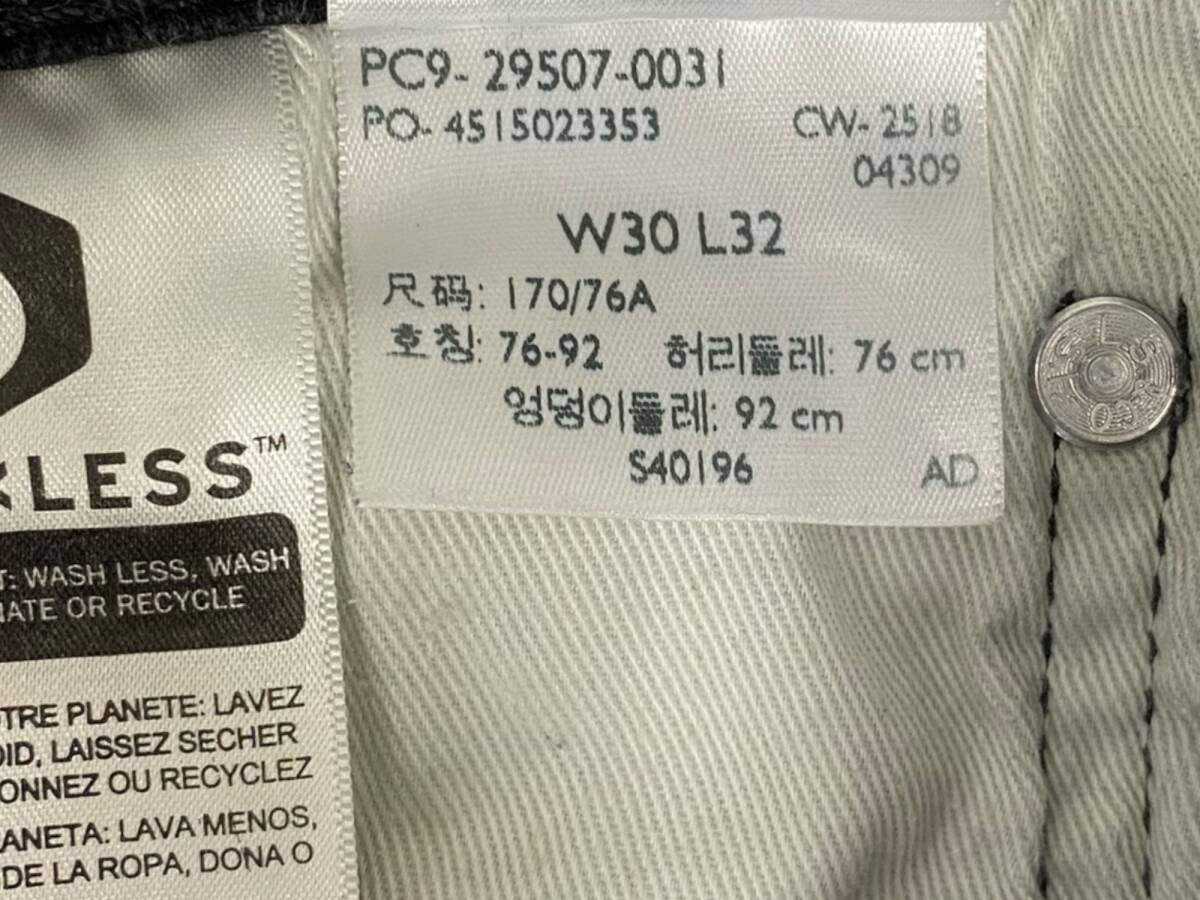 PC9- 29507-0031
PO- 4515023353 CW- 2518
04309
W30 L32
尺码: 170/76A
호칭: 76-92 허리둘레: 76 cm
엉덩이둘레: 92 cm
S40196 AD
LESS™
WASH LESS, WASH
OR RECYCLE
PLANETE: LAVEZ
LAISSEZ SECHER
OU RECYCLEZ
LAVA MENOS,
DE LA ROPA, DONA O